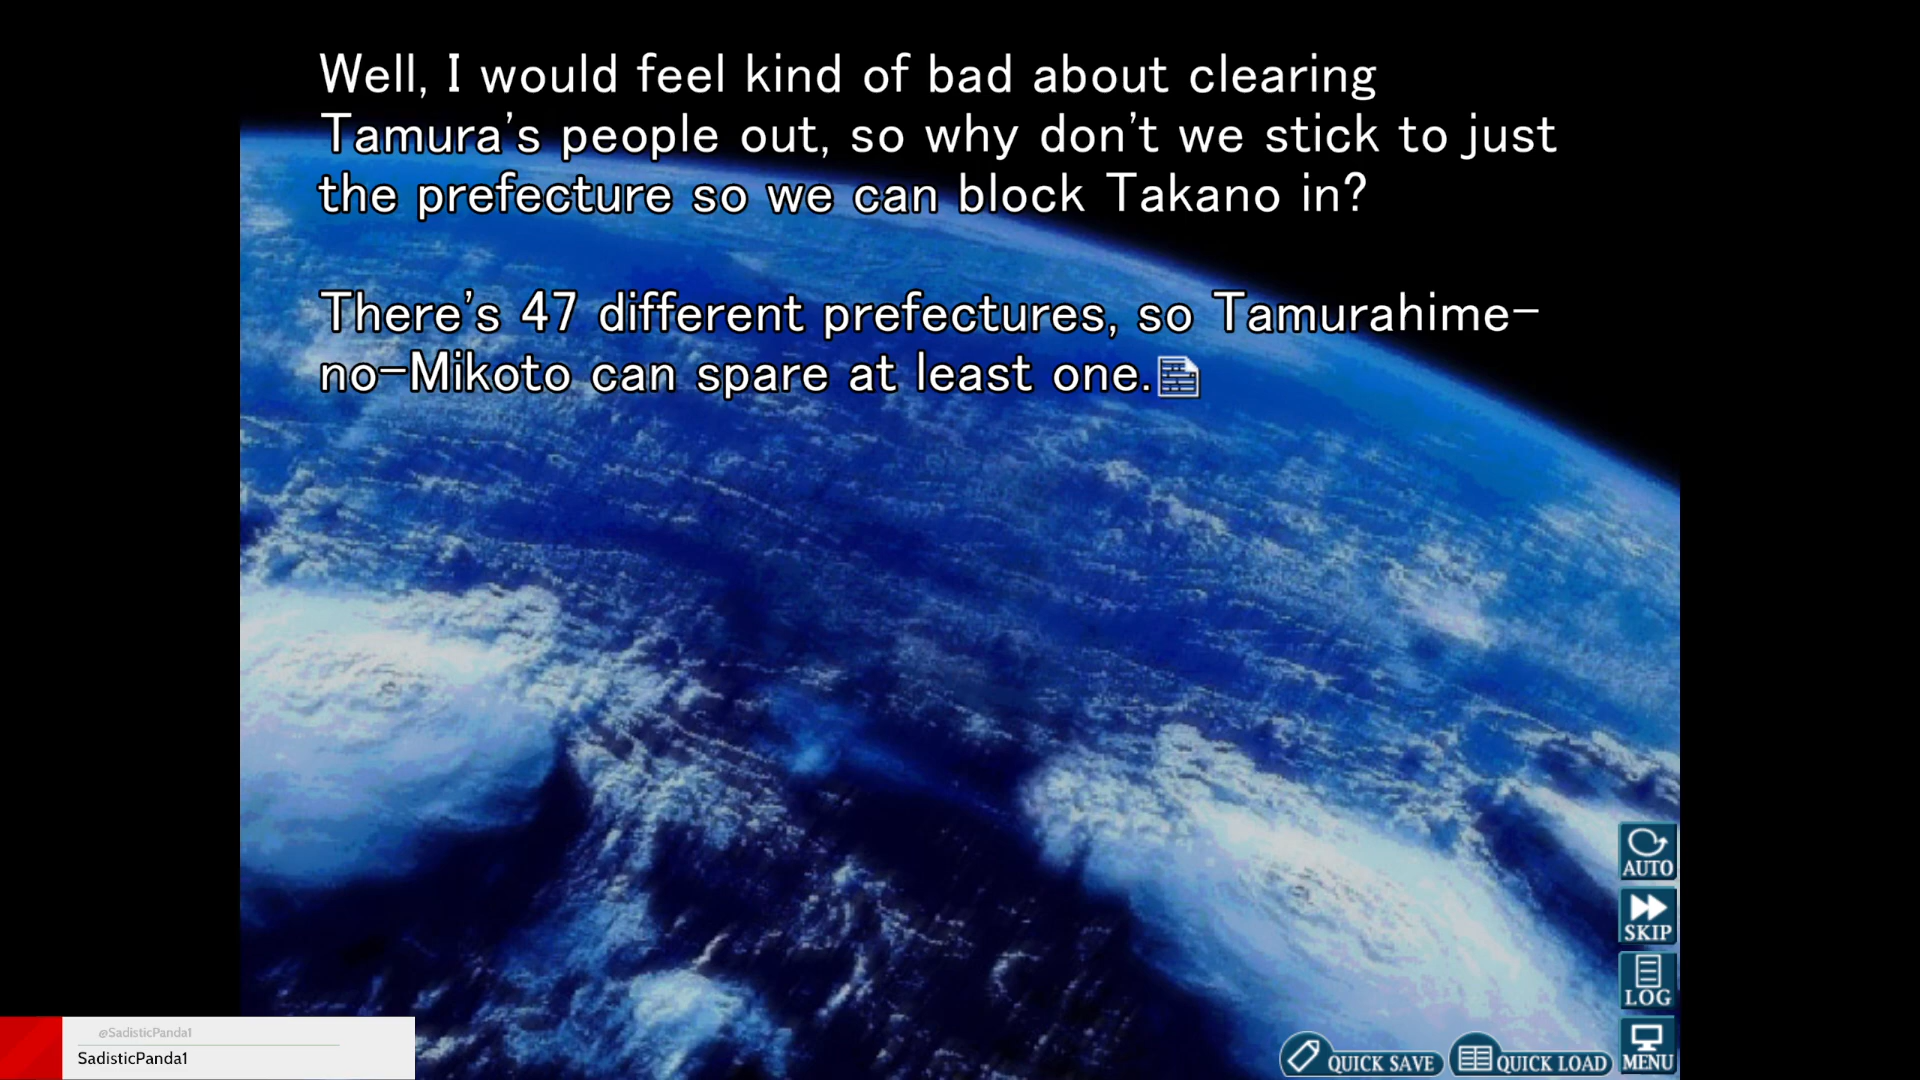 Well, I would feel kind of bad about clearing
Tamura's people out, so why don't we stick to just
the prefecture so we can block Takano in?
There's 47 different prefectures, so Tamurahime-
no-Mikoto can spare at least one.
AUTO
SKIP
LOG
MENU
QUICK SAVE
QUICK LOAD
@SadisticPanda1
SadisticPanda1